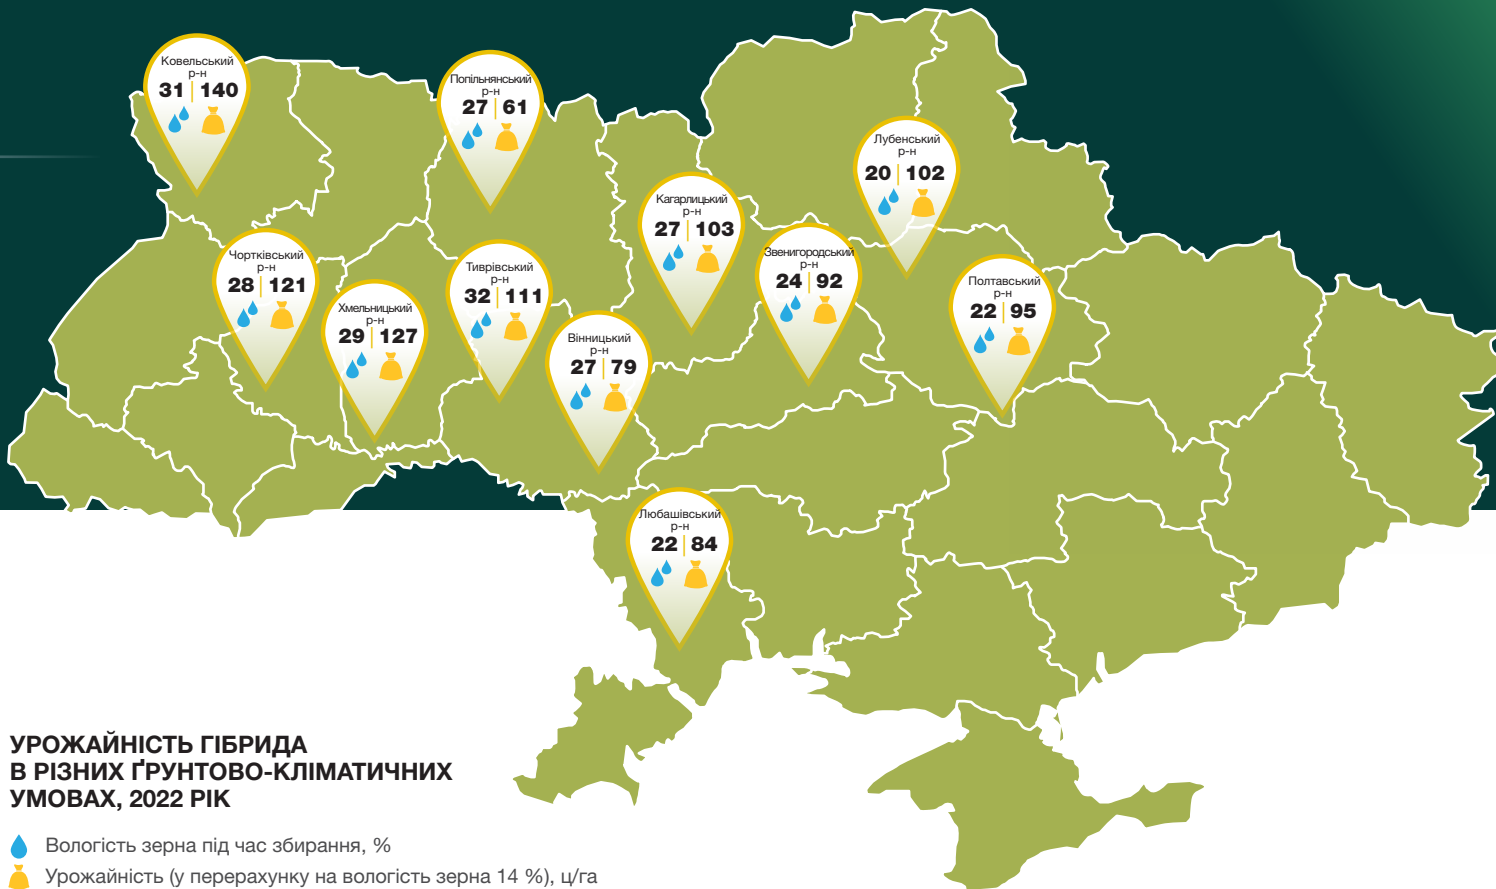 Ковельський
р-н
31 | 140
Попільнянський
р-н
27 | 61
Лубенський
р-н
20 | 102
Кагарлицький
р-н
27 | 103
Чортківський
р-н
28 | 121
Тиврівський
р-н
32 | 111
Звенигородський
р-н
24 | 92
Полтавський
р-н
22 | 95
Хмельницький
р-н
29 | 127
Вінницький
р-н
27 | 79
Любашівський
р-н
22 | 84
УРОЖАЙНІСТЬ ГІБРИДА
В РІЗНИХ ҐРУНТОВО-КЛІМАТИЧНИХ
УМОВАХ, 2022 РІК
Вологість зерна під час збирання, %
Урожайність (у перерахунку на вологість зерна 14 %), ц/га